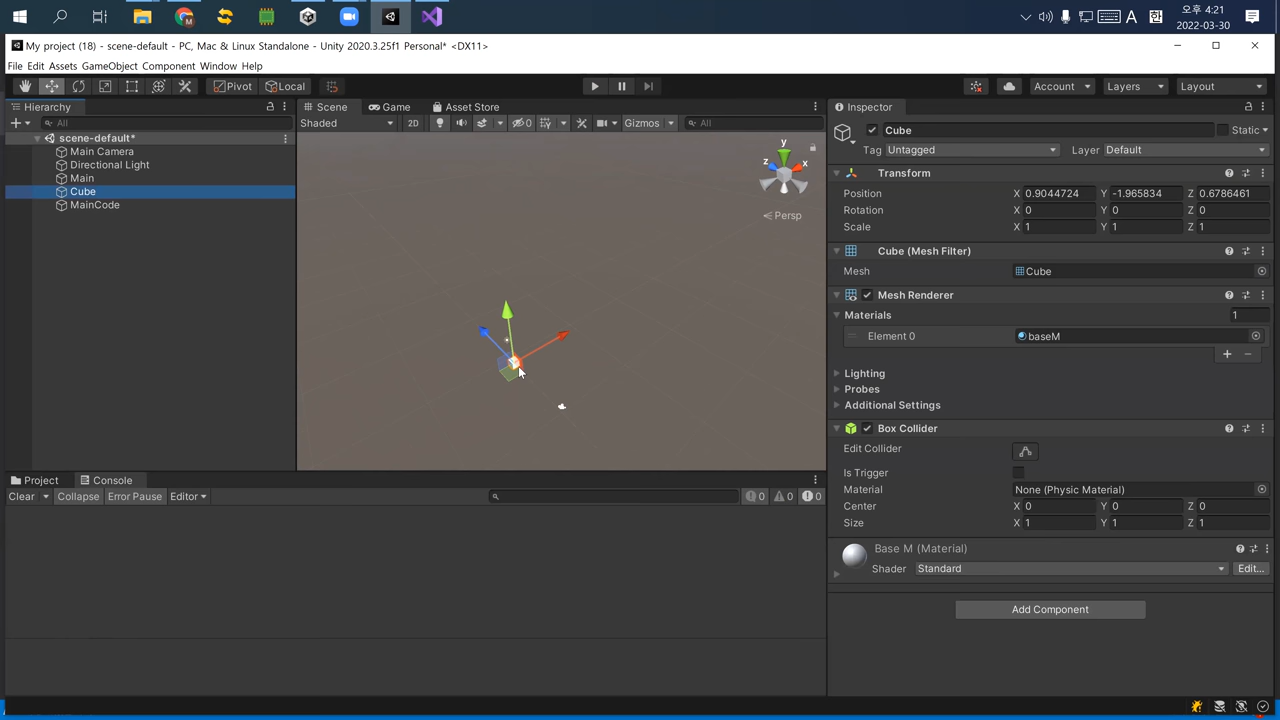 A 한 오후 4:21
2022-03-30
My project (18) - scene-default - PC, Mac & Linux Standalone - Unity 2020.3.25f1 Personal* <DX11>
File Edit Assets GameObject Component Window Help
Pivot Local Account Layers Layout
Hierarchy
All
scene-default*
Main Camera
Directional Light
Main
Cube
MainCode
Scene Game Asset Store
Shaded 2D 0 Gizmos All
y
z x
Persp
Inspector
Cube Static
Tag Untagged Layer Default
Transform
Position X 0.9044724 Y -1.965834 Z 0.6786461
Rotation X 0 Y 0 Z 0
Scale X 1 Y 1 Z 1
Cube (Mesh Filter)
Mesh Cube
Mesh Renderer
Materials 1
Element 0 baseM
Lighting
Probes
Additional Settings
Box Collider
Edit Collider
Is Trigger
Material None (Physic Material)
Center X 0 Y 0 Z 0
Size X 1 Y 1 Z 1
Base M (Material)
Shader Standard Edit...
Add Component
Project Console
Clear Collapse Error Pause Editor 0 0 0